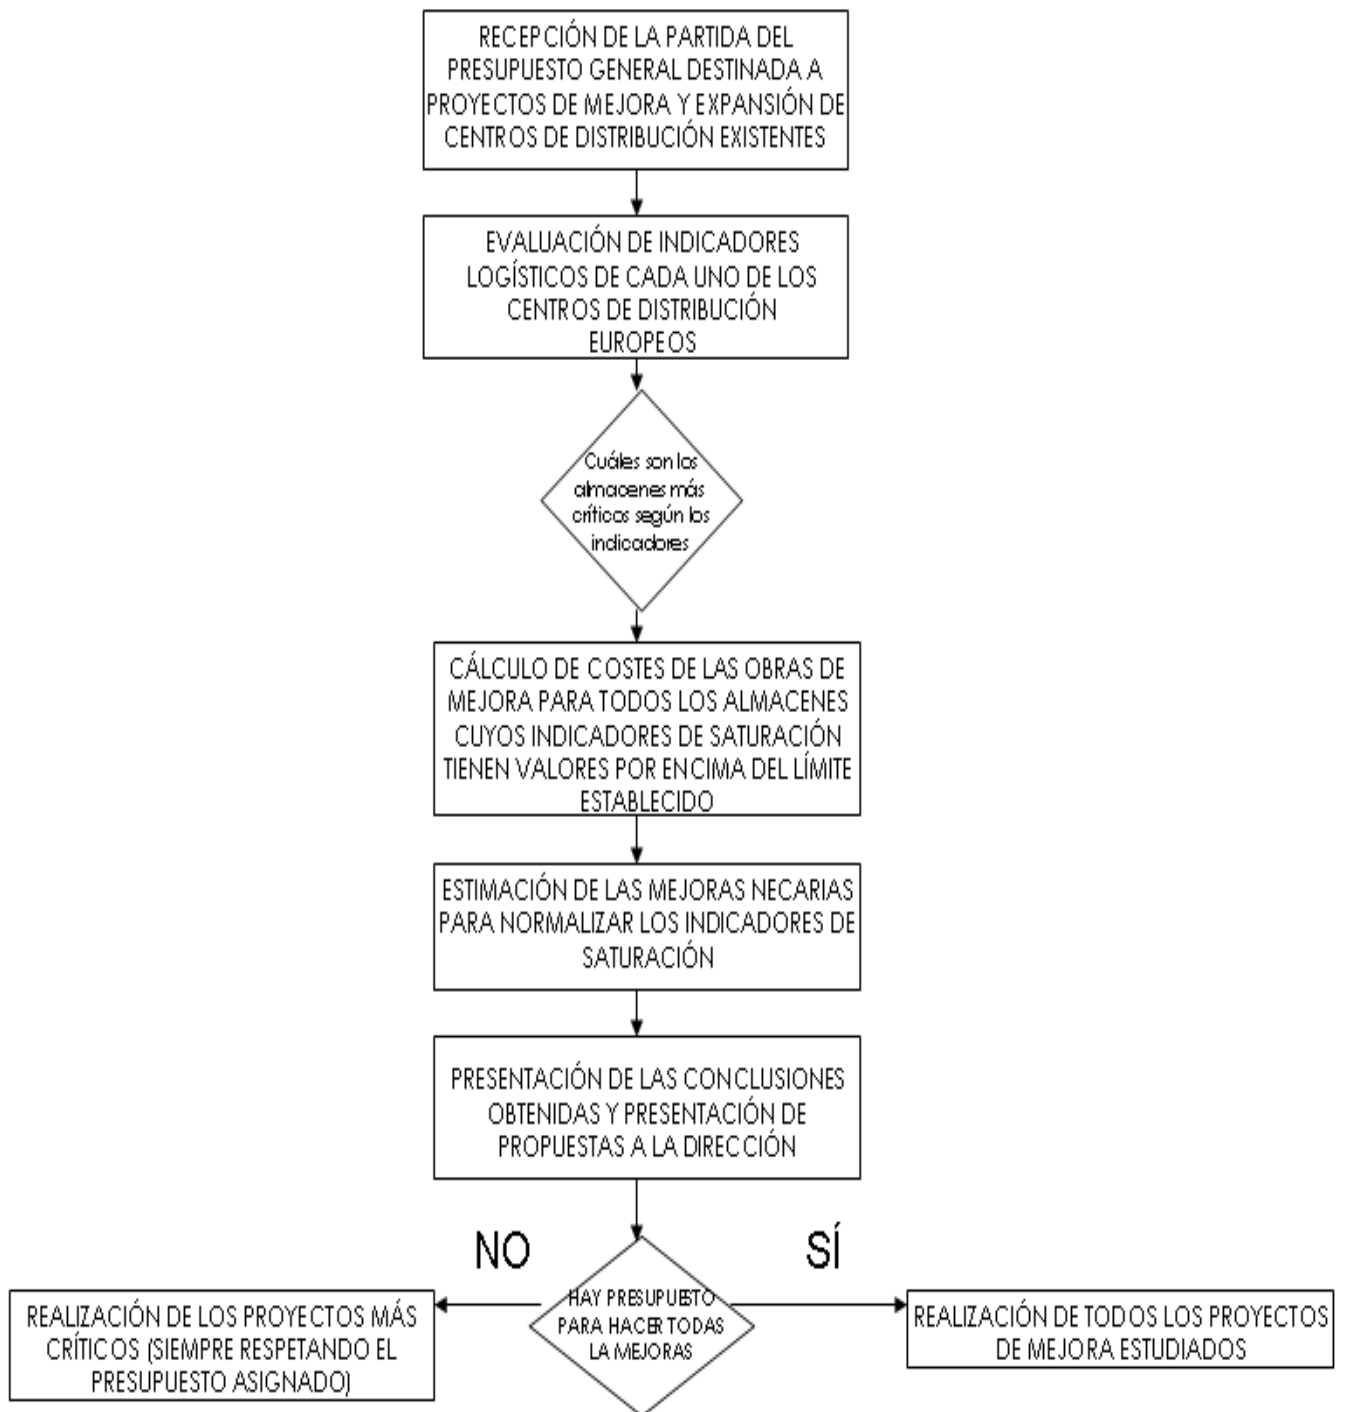 RECEPCIÓN DE LA PARTIDA DEL
PRESUPUESTO GENERAL DESTINADA A
PROYECTOS DE MEJORA Y EXPANSIÓN DE
CENTROS DE DISTRIBUCIÓN EXISTENTES
EVALUACIÓN DE INDICADORES
LOGÍSTICOS DE CADA UNO DE LOS
CENTROS DE DISTRIBUCIÓN
EUROPEOS
Cuáles son los
almacenes más
críticos según los
indicadores
CÁLCULO DE COSTES DE LAS OBRAS DE
MEJORA PARA TODOS LOS ALMACENES
CUYOS INDICADORES DE SATURACIÓN
TIENEN VALORES POR ENCIMA DEL LÍMITE
ESTABLECIDO
ESTIMACIÓN DE LAS MEJORAS NECARIAS
PARA NORMALIZAR LOS INDICADORES DE
SATURACIÓN
PRESENTACIÓN DE LAS CONCLUSIONES
OBTENIDAS Y PRESENTACIÓN DE
PROPUESTAS A LA DIRECCIÓN
NO
SÍ
HAY PRESUPUESTO
PARA HACER TODAS
LA MEJORAS
REALIZACIÓN DE LOS PROYECTOS MÁS
CRÍTICOS (SIEMPRE RESPETANDO EL
PRESUPUESTO ASIGNADO)
REALIZACIÓN DE TODOS LOS PROYECTOS
DE MEJORA ESTUDIADOS